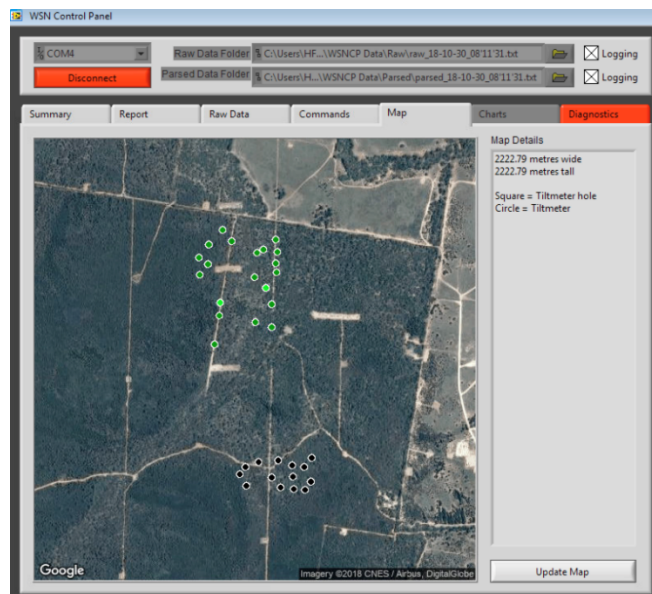 WSN Control Panel
COM4
Raw Data Folder C:\Users\HF...\WSNCP Data\Raw\raw_18-10-30_08'11'31.txt Logging
Disconnect
Parsed Data Folder C:\Users\H...\WSNCP Data\Parsed\parsed_18-10-30_08'11'31.txt Logging
Summary Report Raw Data Commands Map Charts Diagnostics
Map Details
2222.79 metres wide
2222.79 metres tall
Square = Tiltmeter hole
Circle = Tiltmeter
Google
Imagery ©2018 CNES / Airbus, DigitalGlobe
Update Map